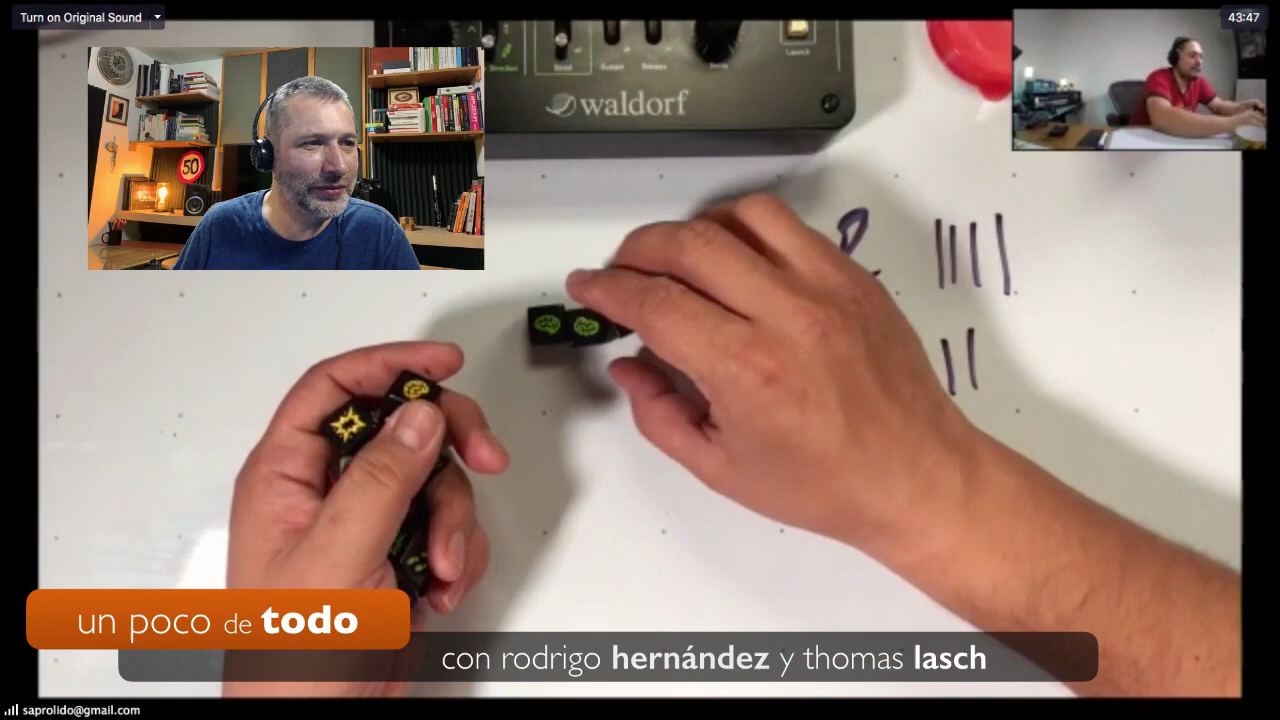 Turn on Original Sound
43:47
Launch
waldorf
50
un poco de todo
con rodrigo hernández y thomas lasch
saprolido@gmail.com